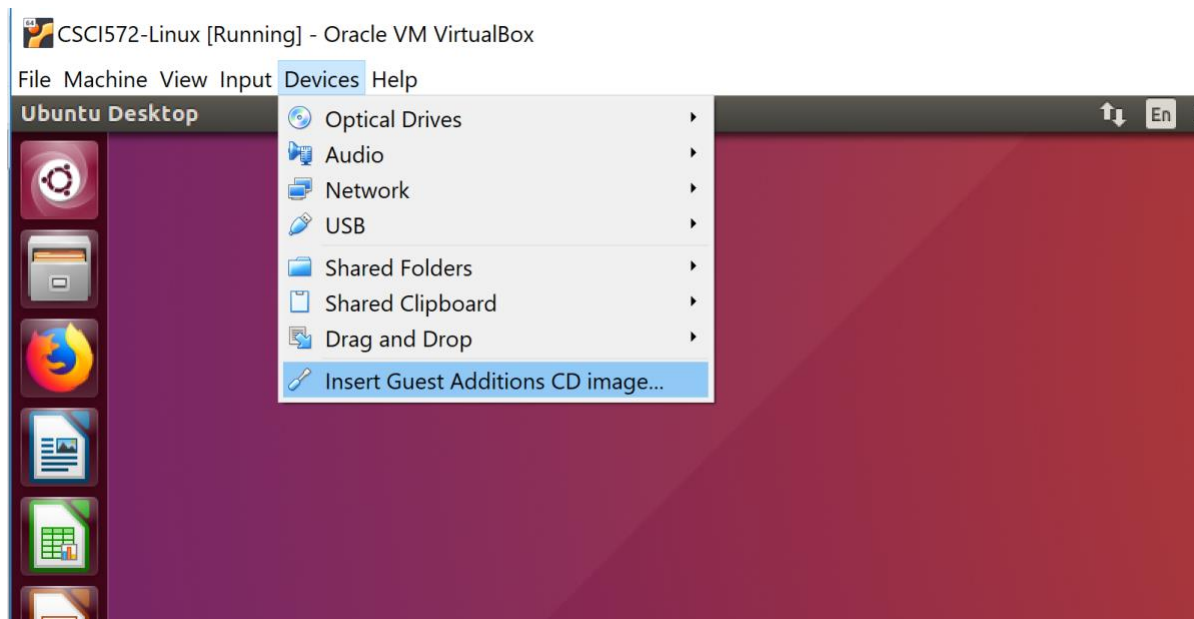 CSCI572-Linux [Running] - Oracle VM VirtualBox
File Machine View Input Devices Help
Ubuntu Desktop
En
Optical Drives
Audio
Network
USB
Shared Folders
Shared Clipboard
Drag and Drop
Insert Guest Additions CD image...